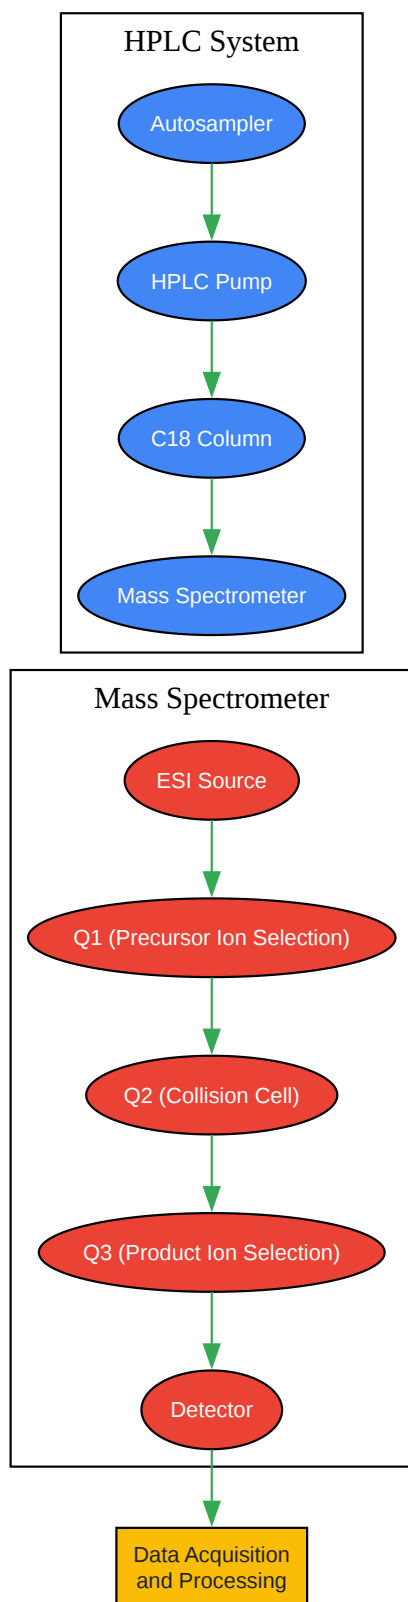 HPLC System
Autosampler
HPLC Pump
C18 Column
Mass Spectrometer
Mass Spectrometer
ESI Source
Q1 (Precursor Ion Selection)
Q2 (Collision Cell)
Q3 (Product Ion Selection)
Detector
Data Acquisition
and Processing